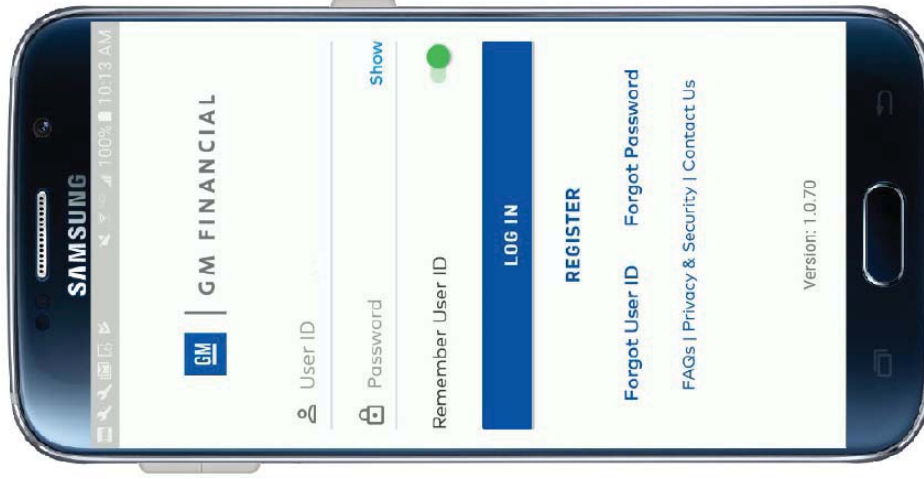 SAMSUNG
100% 10:13 AM
GM GM FINANCIAL
User ID
Password Show
Remember User ID
LOG IN
REGISTER
Forgot User ID Forgot Password
FAQs | Privacy & Security | Contact Us
Version: 1.0.70